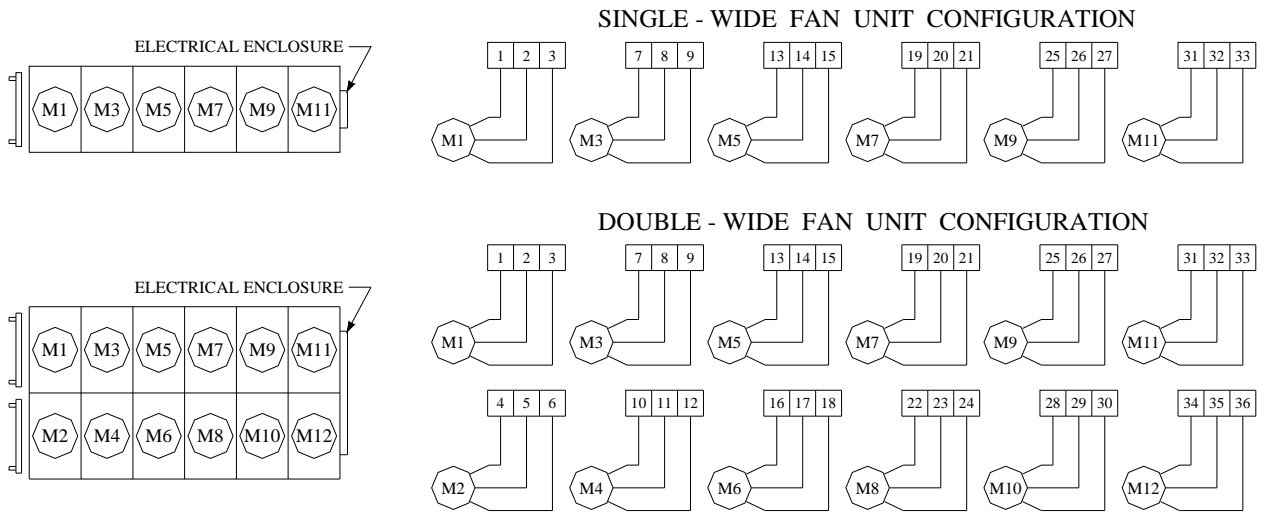 SINGLE - WIDE FAN UNIT CONFIGURATION
ELECTRICAL ENCLOSURE
M1 M3 M5 M7 M9 M11
1 2 3 7 8 9 13 14 15 19 20 21 25 26 27 31 32 33
M1 M3 M5 M7 M9 M11
DOUBLE - WIDE FAN UNIT CONFIGURATION
ELECTRICAL ENCLOSURE
M1 M3 M5 M7 M9 M11
M2 M4 M6 M8 M10 M12
1 2 3 7 8 9 13 14 15 19 20 21 25 26 27 31 32 33
M1 M3 M5 M7 M9 M11
4 5 6 10 11 12 16 17 18 22 23 24 28 29 30 34 35 36
M2 M4 M6 M8 M10 M12